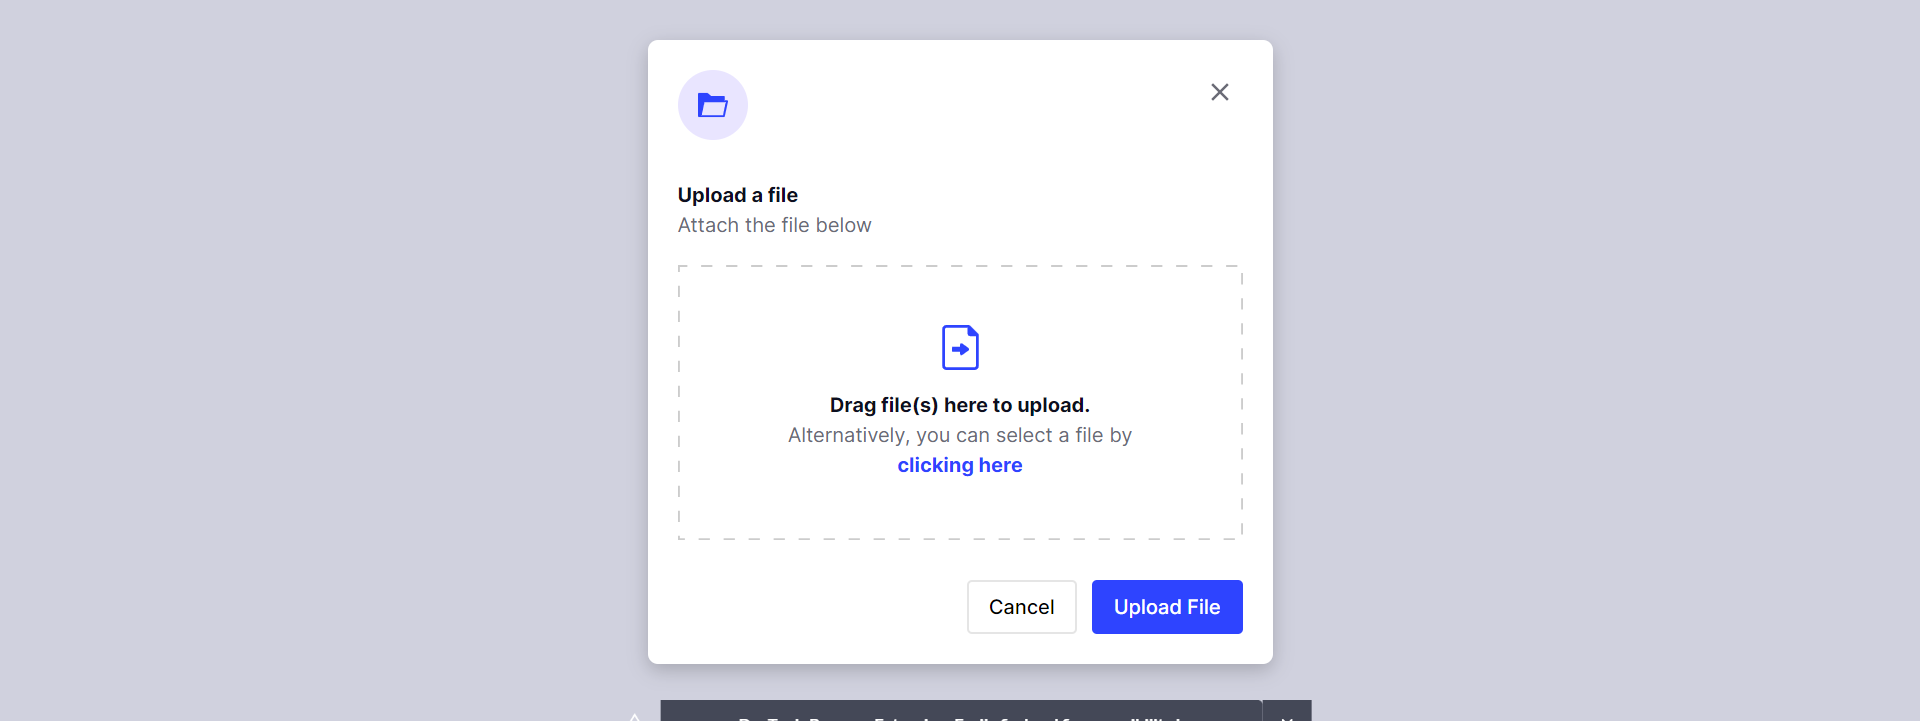 Upload a file
Attach the file below
Drag file(s) here to upload.
Alternatively, you can select a file by
clicking here
Cancel
Upload File